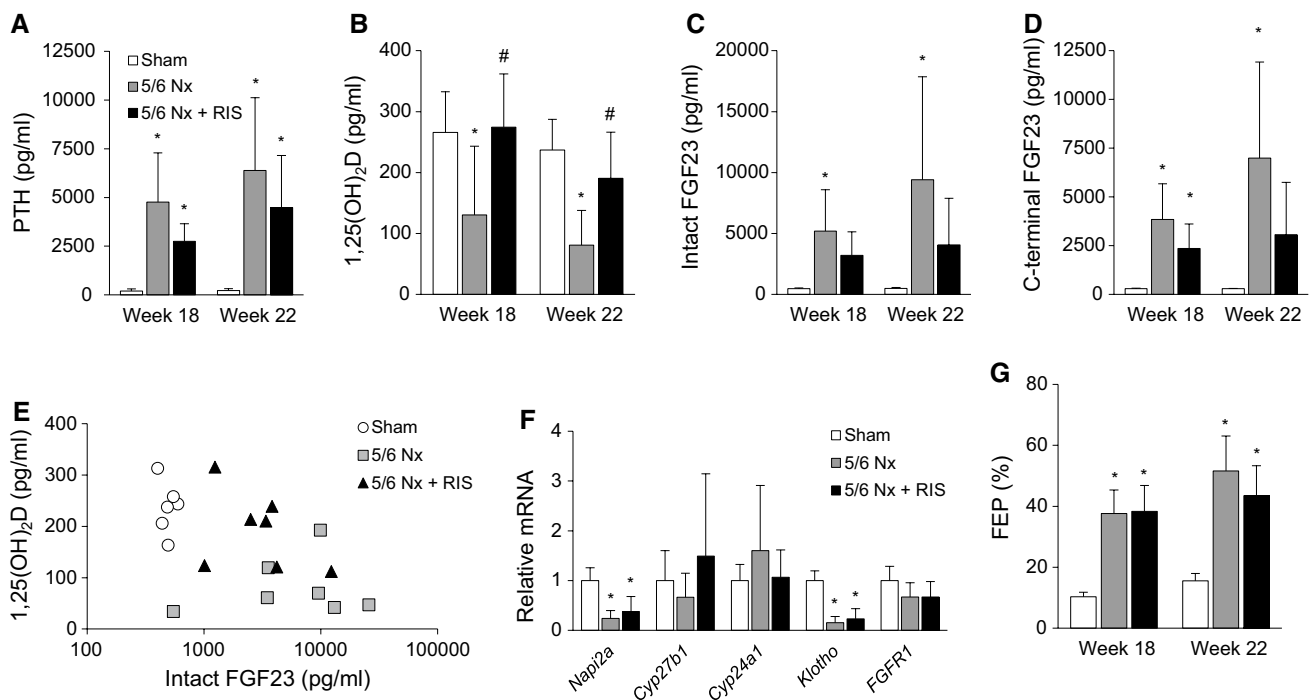 A
PTH (pg/ml)
12500
10000
7500
5000
2500
0
Sham
5/6 Nx
5/6 Nx + RIS
*
*
*
*
Week 18
Week 22
B
1,25(OH)₂D (pg/ml)
400
300
200
100
0
*
#
*
#
Week 18
Week 22
C
Intact FGF23 (pg/ml)
20000
15000
10000
5000
0
*
*
Week 18
Week 22
D
C-terminal FGF23 (pg/ml)
12500
10000
7500
5000
2500
0
*
*
*
Week 18
Week 22
E
1,25(OH)₂D (pg/ml)
400
300
200
100
0
100
1000
10000
100000
Intact FGF23 (pg/ml)
Sham
5/6 Nx
5/6 Nx + RIS
F
Relative mRNA
4
3
2
1
0
Sham
5/6 Nx
5/6 Nx + RIS
*
*
*
*
Napi2a
Cyp27b1
Cyp24a1
Klotho
FGFR1
G
FEP (%)
80
60
40
20
0
*
*
*
*
Week 18
Week 22